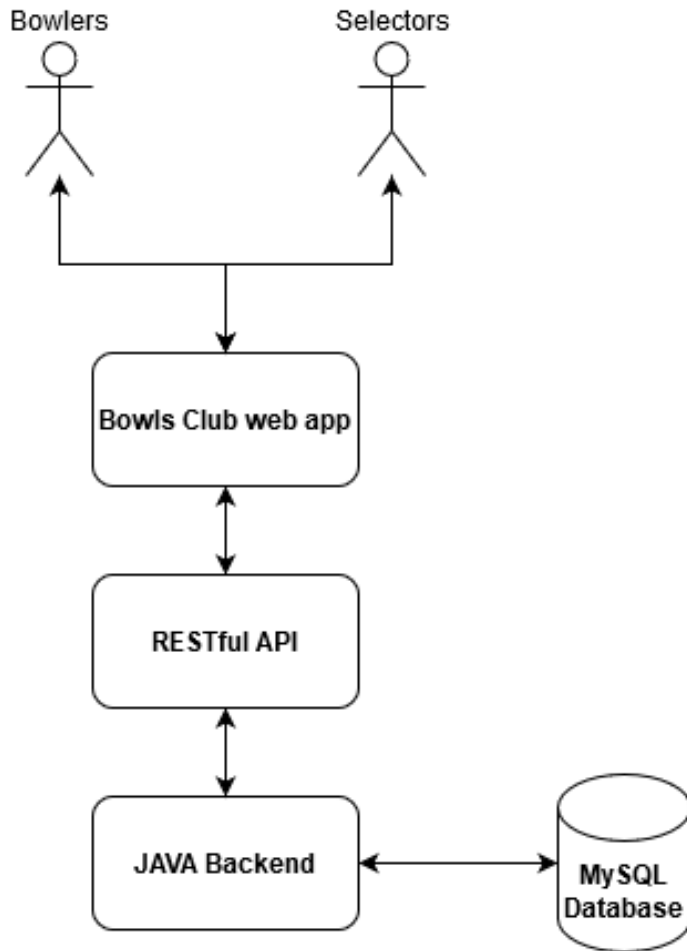 Bowlers
Selectors
Bowls Club web app
RESTful API
JAVA Backend
MySQL
Database